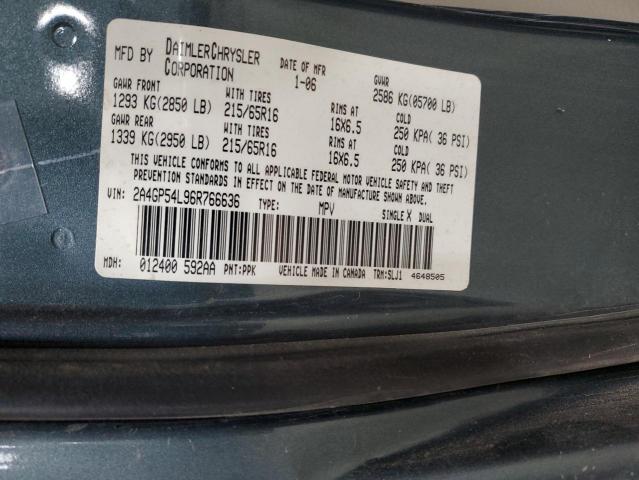 MFD BY DAIMLERCHRYSLER CORPORATION DATE OF MFR 1-06 GVWR 2586 KG(05700 LB)
GAWR FRONT WITH TIRES RIMS AT COLD
1293 KG(2850 LB) 215/65R16 16X6.5 250 KPA( 36 PSI)
GAWR REAR WITH TIRES RIMS AT COLD
1339 KG(2950 LB) 215/65R16 16X6.5 250 KPA( 36 PSI)
THIS VEHICLE CONFORMS TO ALL APPLICABLE FEDERAL MOTOR VEHICLE SAFETY AND THEFT
PREVENTION STANDARDS IN EFFECT ON THE DATE OF MANUFACTURE SHOWN ABOVE.
VIN: 2A4GP54L96R766636 TYPE: MPV SINGLE X DUAL
MDH: 012400 592AA PNT:PPK VEHICLE MADE IN CANADA TRM:SLJ1 4648505